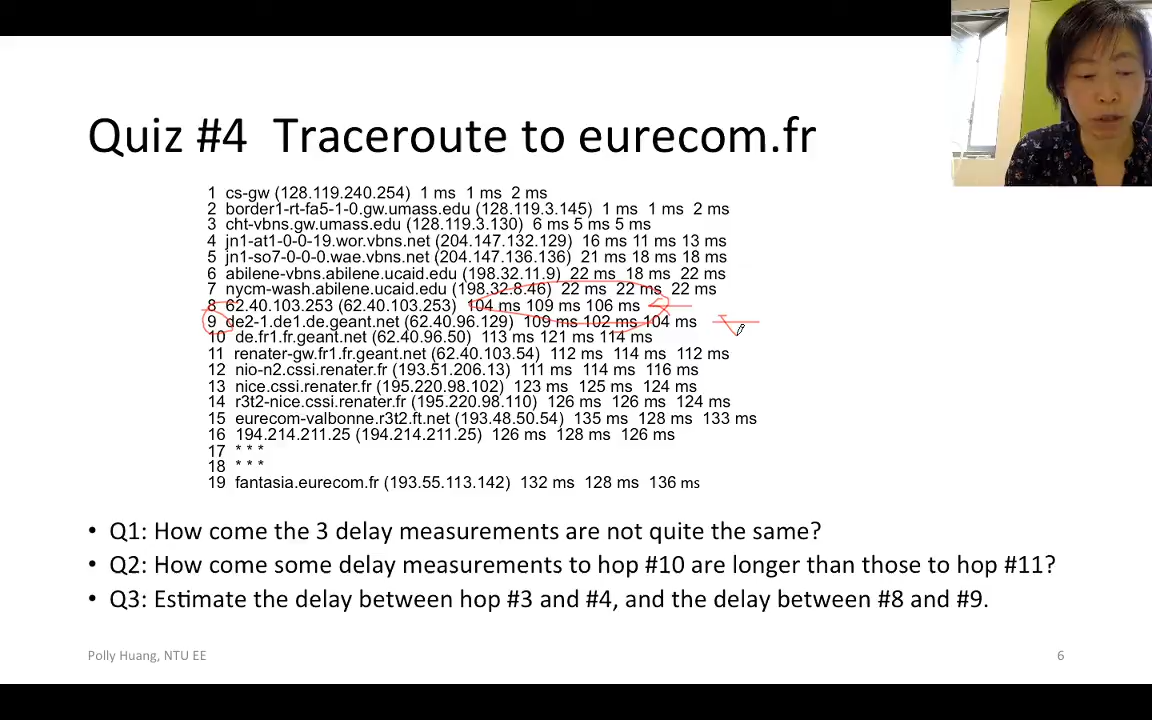 Quiz #4 Traceroute to eurecom.fr
1 cs-gw (128.119.240.254) 1 ms 1 ms 2 ms
2 border1-rt-fa5-1-0.gw.umass.edu (128.119.3.145) 1 ms 1 ms 2 ms
3 cht-vbns.gw.umass.edu (128.119.3.130) 6 ms 5 ms 5 ms
4 jn1-at1-0-0-19.wor.vbns.net (204.147.132.129) 16 ms 11 ms 13 ms
5 jn1-so7-0-0-0.wae.vbns.net (204.147.136.136) 21 ms 18 ms 18 ms
6 abilene-vbns.abilene.ucaid.edu (198.32.11.9) 22 ms 18 ms 22 ms
7 nycm-wash.abilene.ucaid.edu (198.32.8.46) 22 ms 22 ms 22 ms
8 62.40.103.253 (62.40.103.253) 104 ms 109 ms 106 ms
9 de2-1.de1.de.geant.net (62.40.96.129) 109 ms 102 ms 104 ms
10 de.fr1.fr.geant.net (62.40.96.50) 113 ms 121 ms 114 ms
11 renater-gw.fr1.fr.geant.net (62.40.103.54) 112 ms 114 ms 112 ms
12 nio-n2.cssi.renater.fr (193.51.206.13) 111 ms 114 ms 116 ms
13 nice.cssi.renater.fr (195.220.98.102) 123 ms 125 ms 124 ms
14 r3t2-nice.cssi.renater.fr (195.220.98.110) 126 ms 126 ms 124 ms
15 eurecom-valbonne.r3t2.ft.net (193.48.50.54) 135 ms 128 ms 133 ms
16 194.214.211.25 (194.214.211.25) 126 ms 128 ms 126 ms
17 * * *
18 * * *
19 fantasia.eurecom.fr (193.55.113.142) 132 ms 128 ms 136 ms
• Q1: How come the 3 delay measurements are not quite the same?
• Q2: How come some delay measurements to hop #10 are longer than those to hop #11?
• Q3: Estimate the delay between hop #3 and #4, and the delay between #8 and #9.
Polly Huang, NTU EE
6